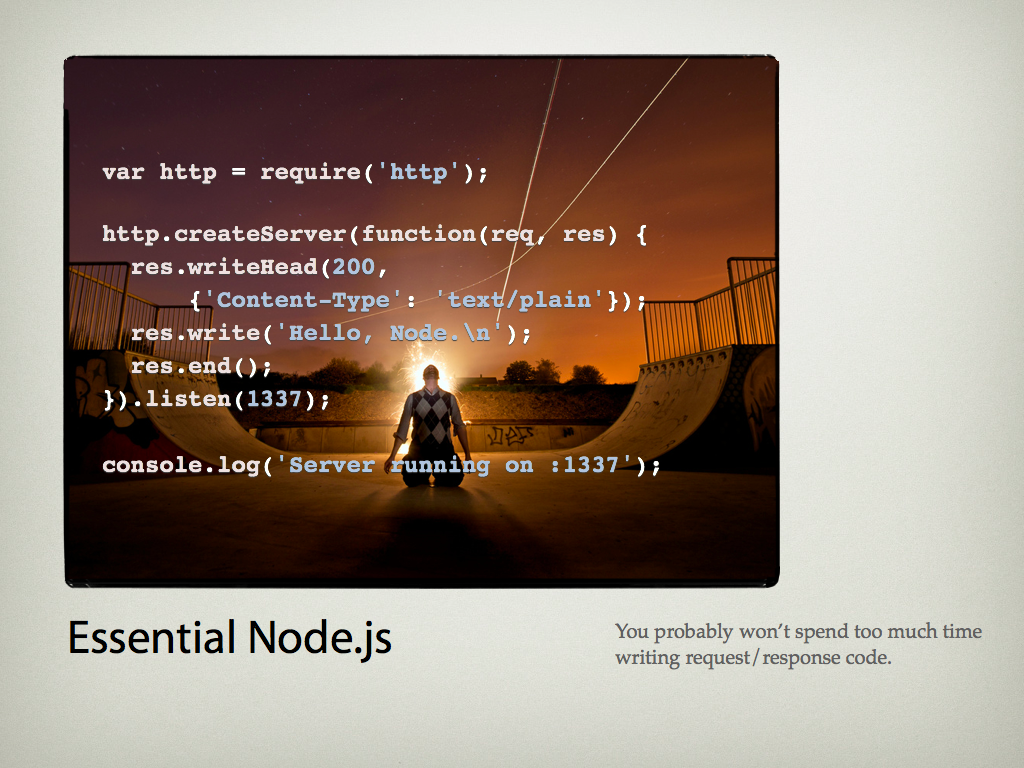 var http = require('http');
http.createServer(function(req, res) {
  res.writeHead(200,
      {'Content-Type': 'text/plain'});
  res.write('Hello, Node.\n');
  res.end();
}).listen(1337);
console.log('Server running on :1337');
Essential Node.js
You probably won’t spend too much time
writing request/response code.